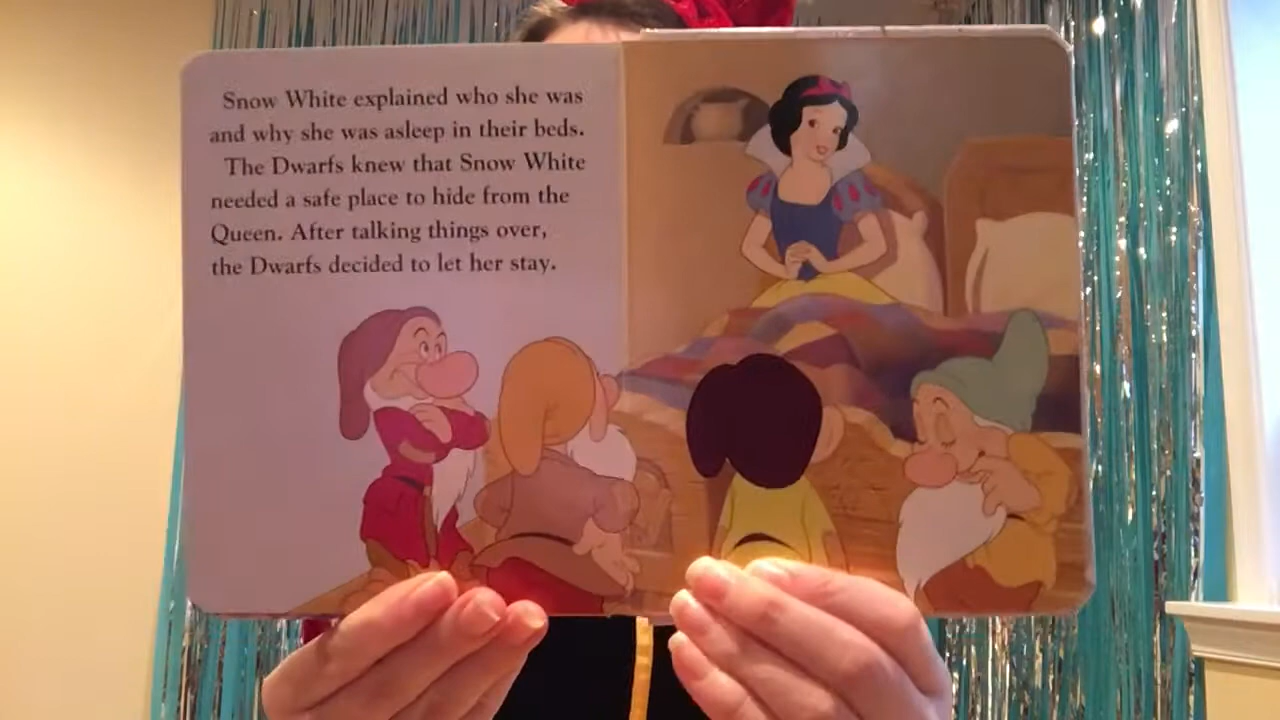 Snow White explained who she was
and why she was asleep in their beds.
The Dwarfs knew that Snow White
needed a safe place to hide from the
Queen. After talking things over,
the Dwarfs decided to let her stay.